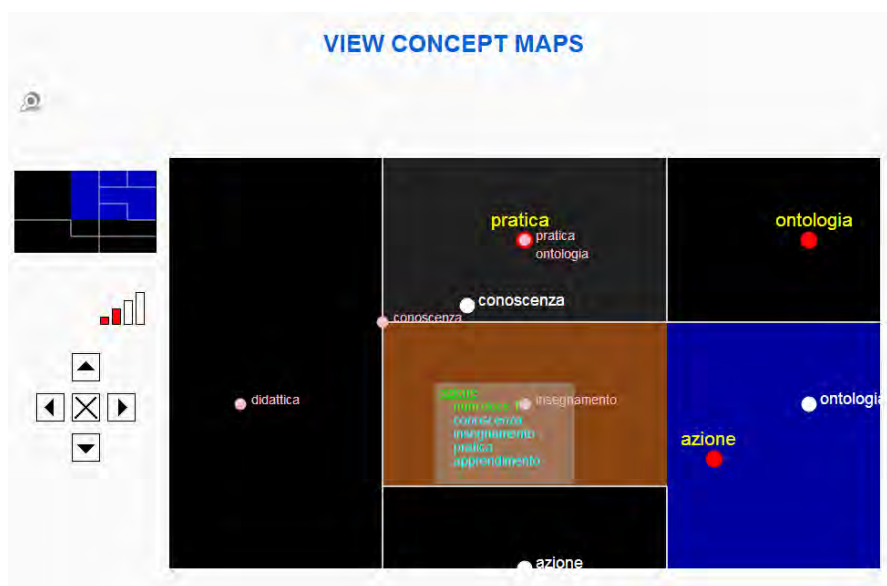 VIEW CONCEPT MAPS
pratica
pratica
ontologia
ontologia
conoscenza
conoscenza
didattica
insegnamento
conoscenza
insegnamento
pratica
apprendimento
ontologia
azione
azione